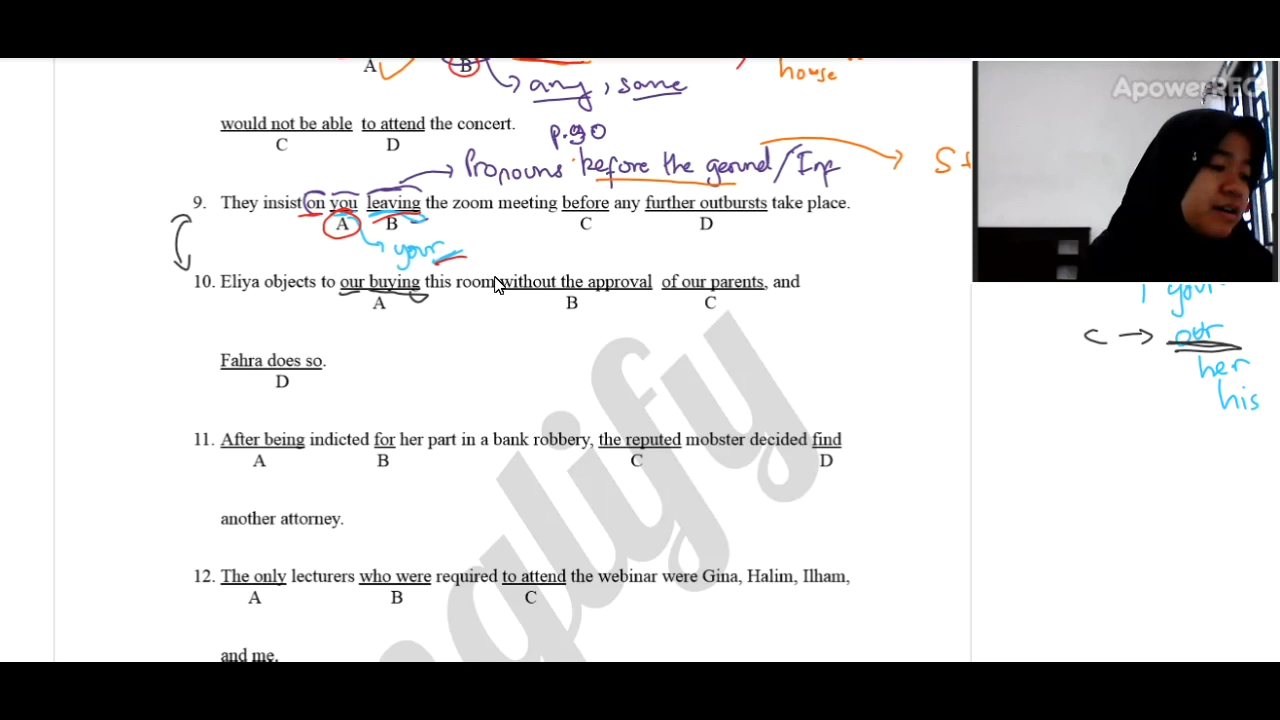 A B house
any, some
would not be able to attend the concert.
C D
p.90
Pronouns before the gerund/Inf
9. They insist on you leaving the zoom meeting before any further outbursts take place.
A B C D
your
10. Eliya objects to our buying this room without the approval of our parents, and
A B C
your
C → our
her
his
Fahra does so.
D
11. After being indicted for her part in a bank robbery, the reputed mobster decided find
A B C D
another attorney.
12. The only lecturers who were required to attend the webinar were Gina, Halim, Ilham,
A B C
and me.
ApowerREC